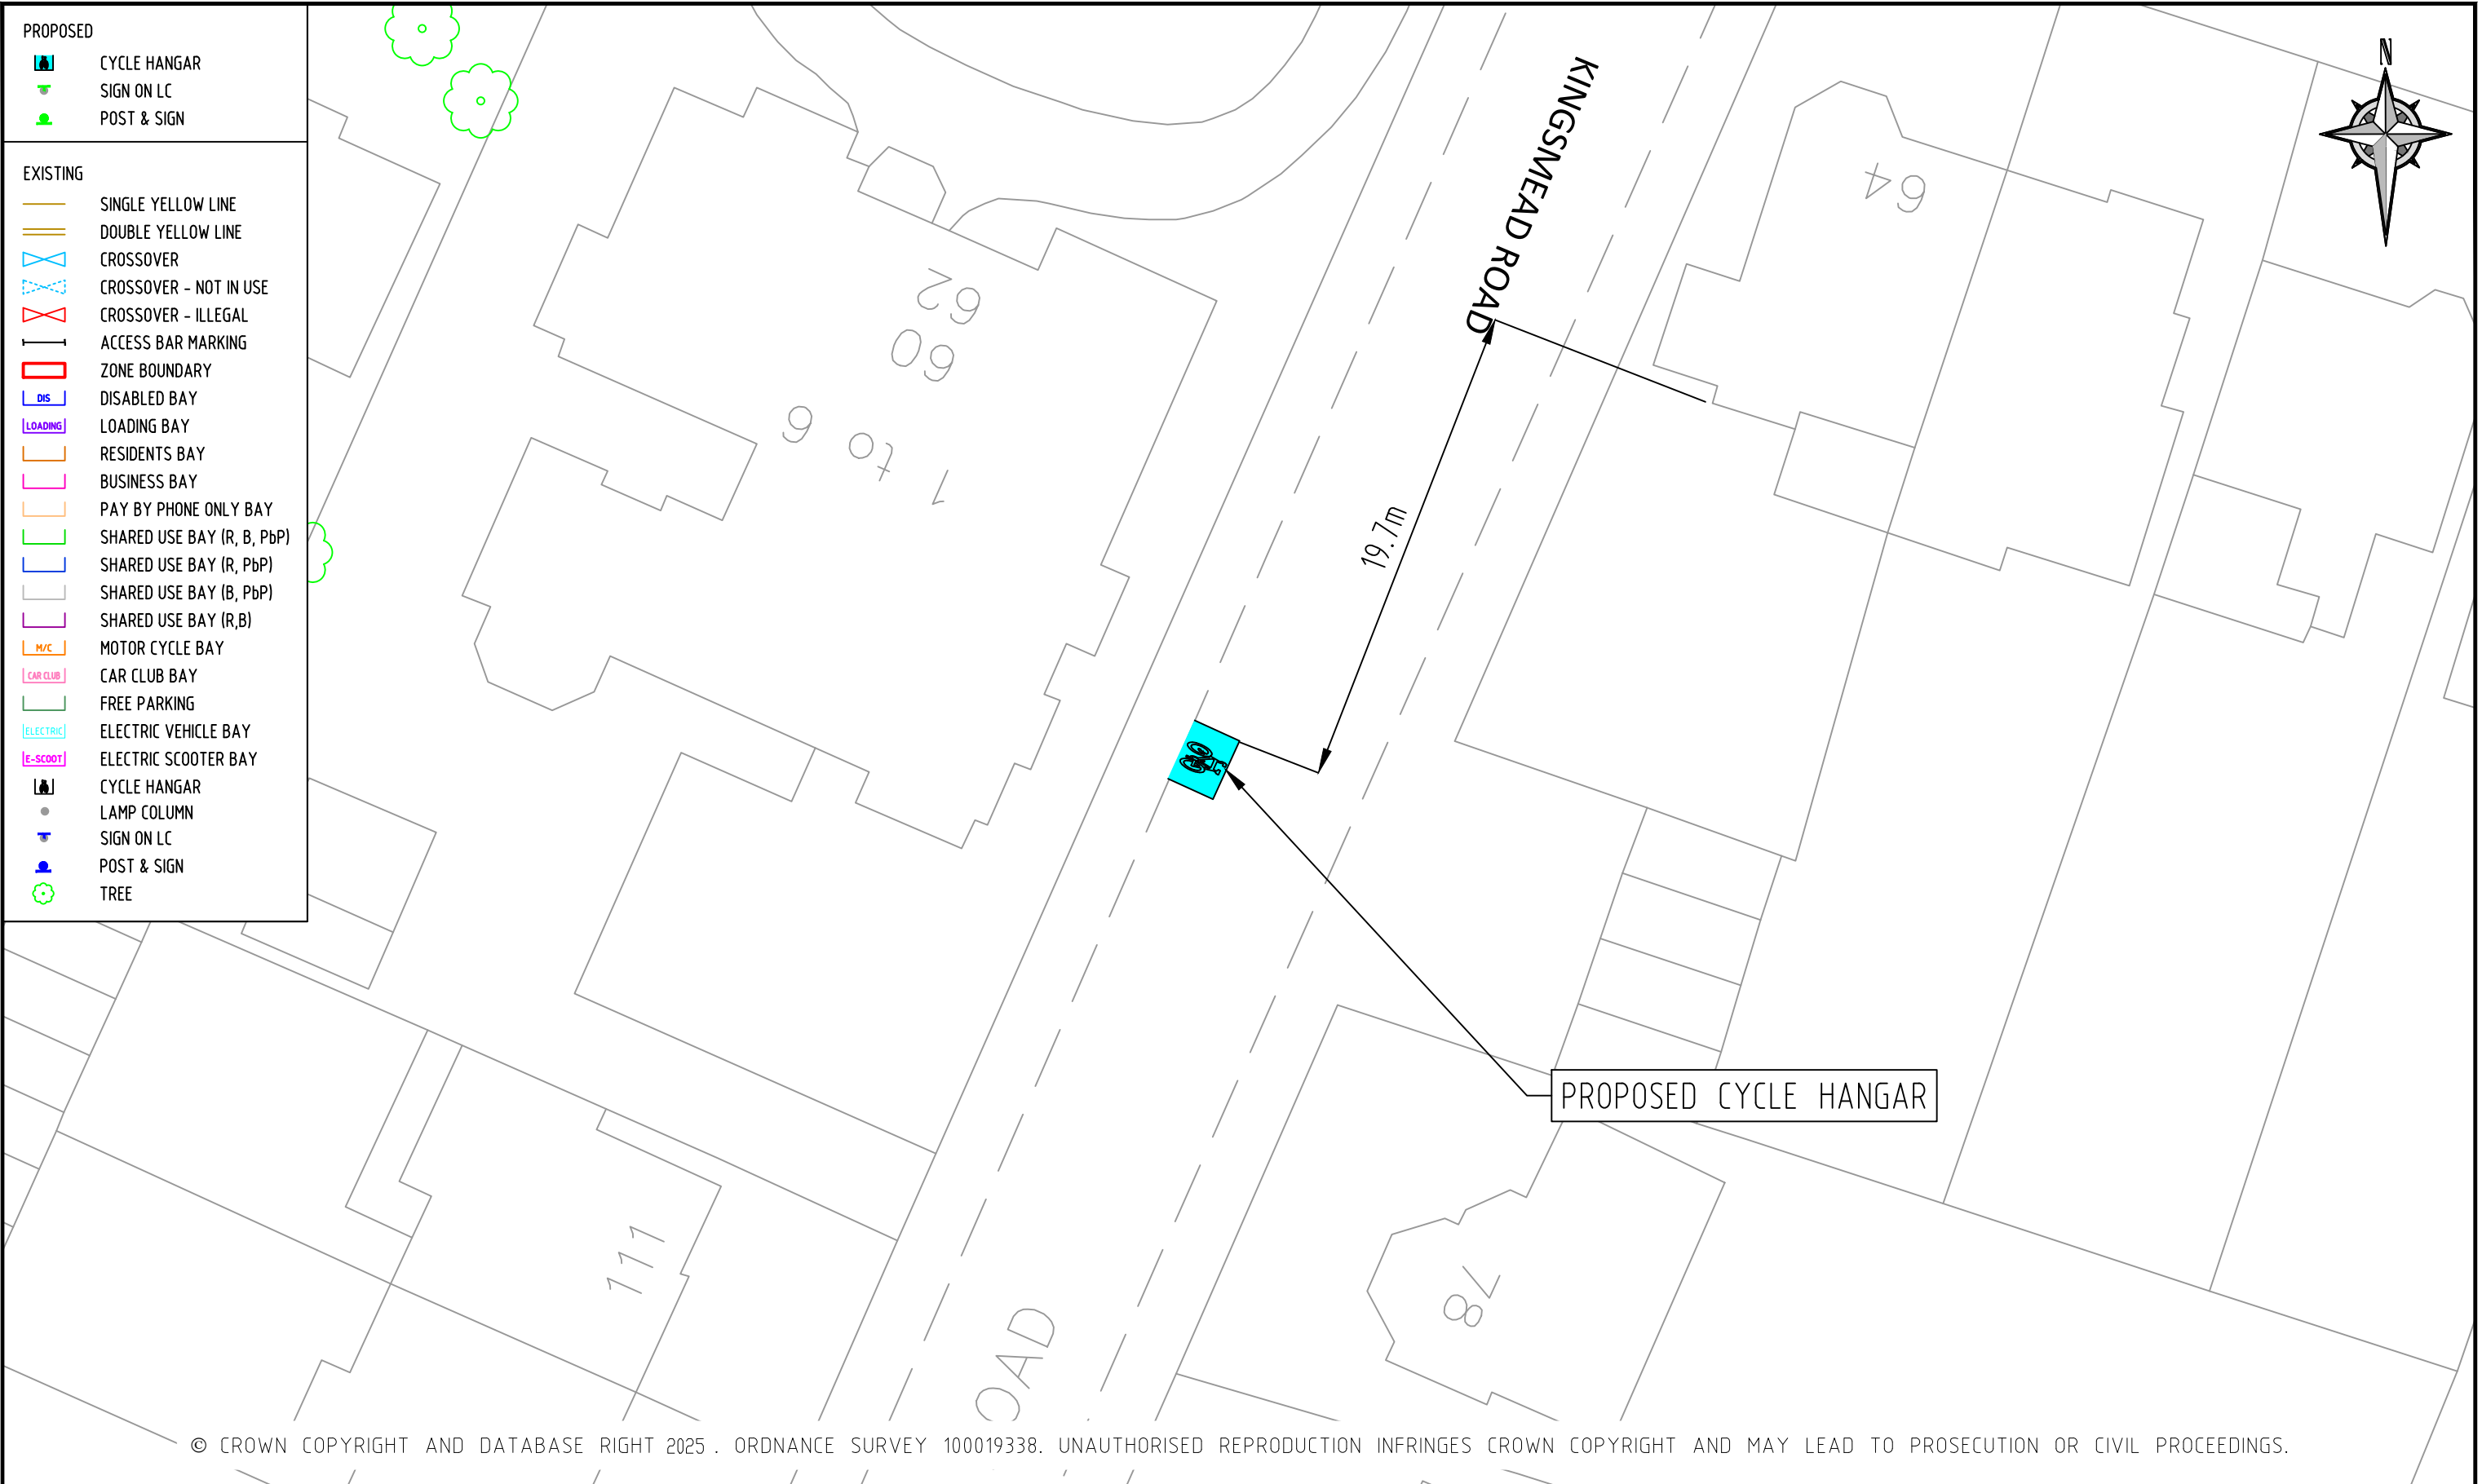 PROPOSED
CYCLE HANGAR
SIGN ON LC
POST & SIGN
EXISTING
SINGLE YELLOW LINE
DOUBLE YELLOW LINE
CROSSOVER
CROSSOVER - NOT IN USE
CROSSOVER - ILLEGAL
ACCESS BAR MARKING
ZONE BOUNDARY
DIS DISABLED BAY
LOADING LOADING BAY
RESIDENTS BAY
BUSINESS BAY
PAY BY PHONE ONLY BAY
SHARED USE BAY (R, B, PbP)
SHARED USE BAY (R, PbP)
SHARED USE BAY (B, PbP)
SHARED USE BAY (R,B)
M/C MOTOR CYCLE BAY
CAR CLUB CAR CLUB BAY
FREE PARKING
ELECTRIC ELECTRIC VEHICLE BAY
E-SCOOT ELECTRIC SCOOTER BAY
CYCLE HANGAR
LAMP COLUMN
SIGN ON LC
POST & SIGN
TREE
N
KINGSMEAD ROAD
64
62
60
1 to 6
19.7m
PROPOSED CYCLE HANGAR
111
78
OAD
© CROWN COPYRIGHT AND DATABASE RIGHT 2025 . ORDNANCE SURVEY 100019338. UNAUTHORISED REPRODUCTION INFRINGES CROWN COPYRIGHT AND MAY LEAD TO PROSECUTION OR CIVIL PROCEEDINGS.